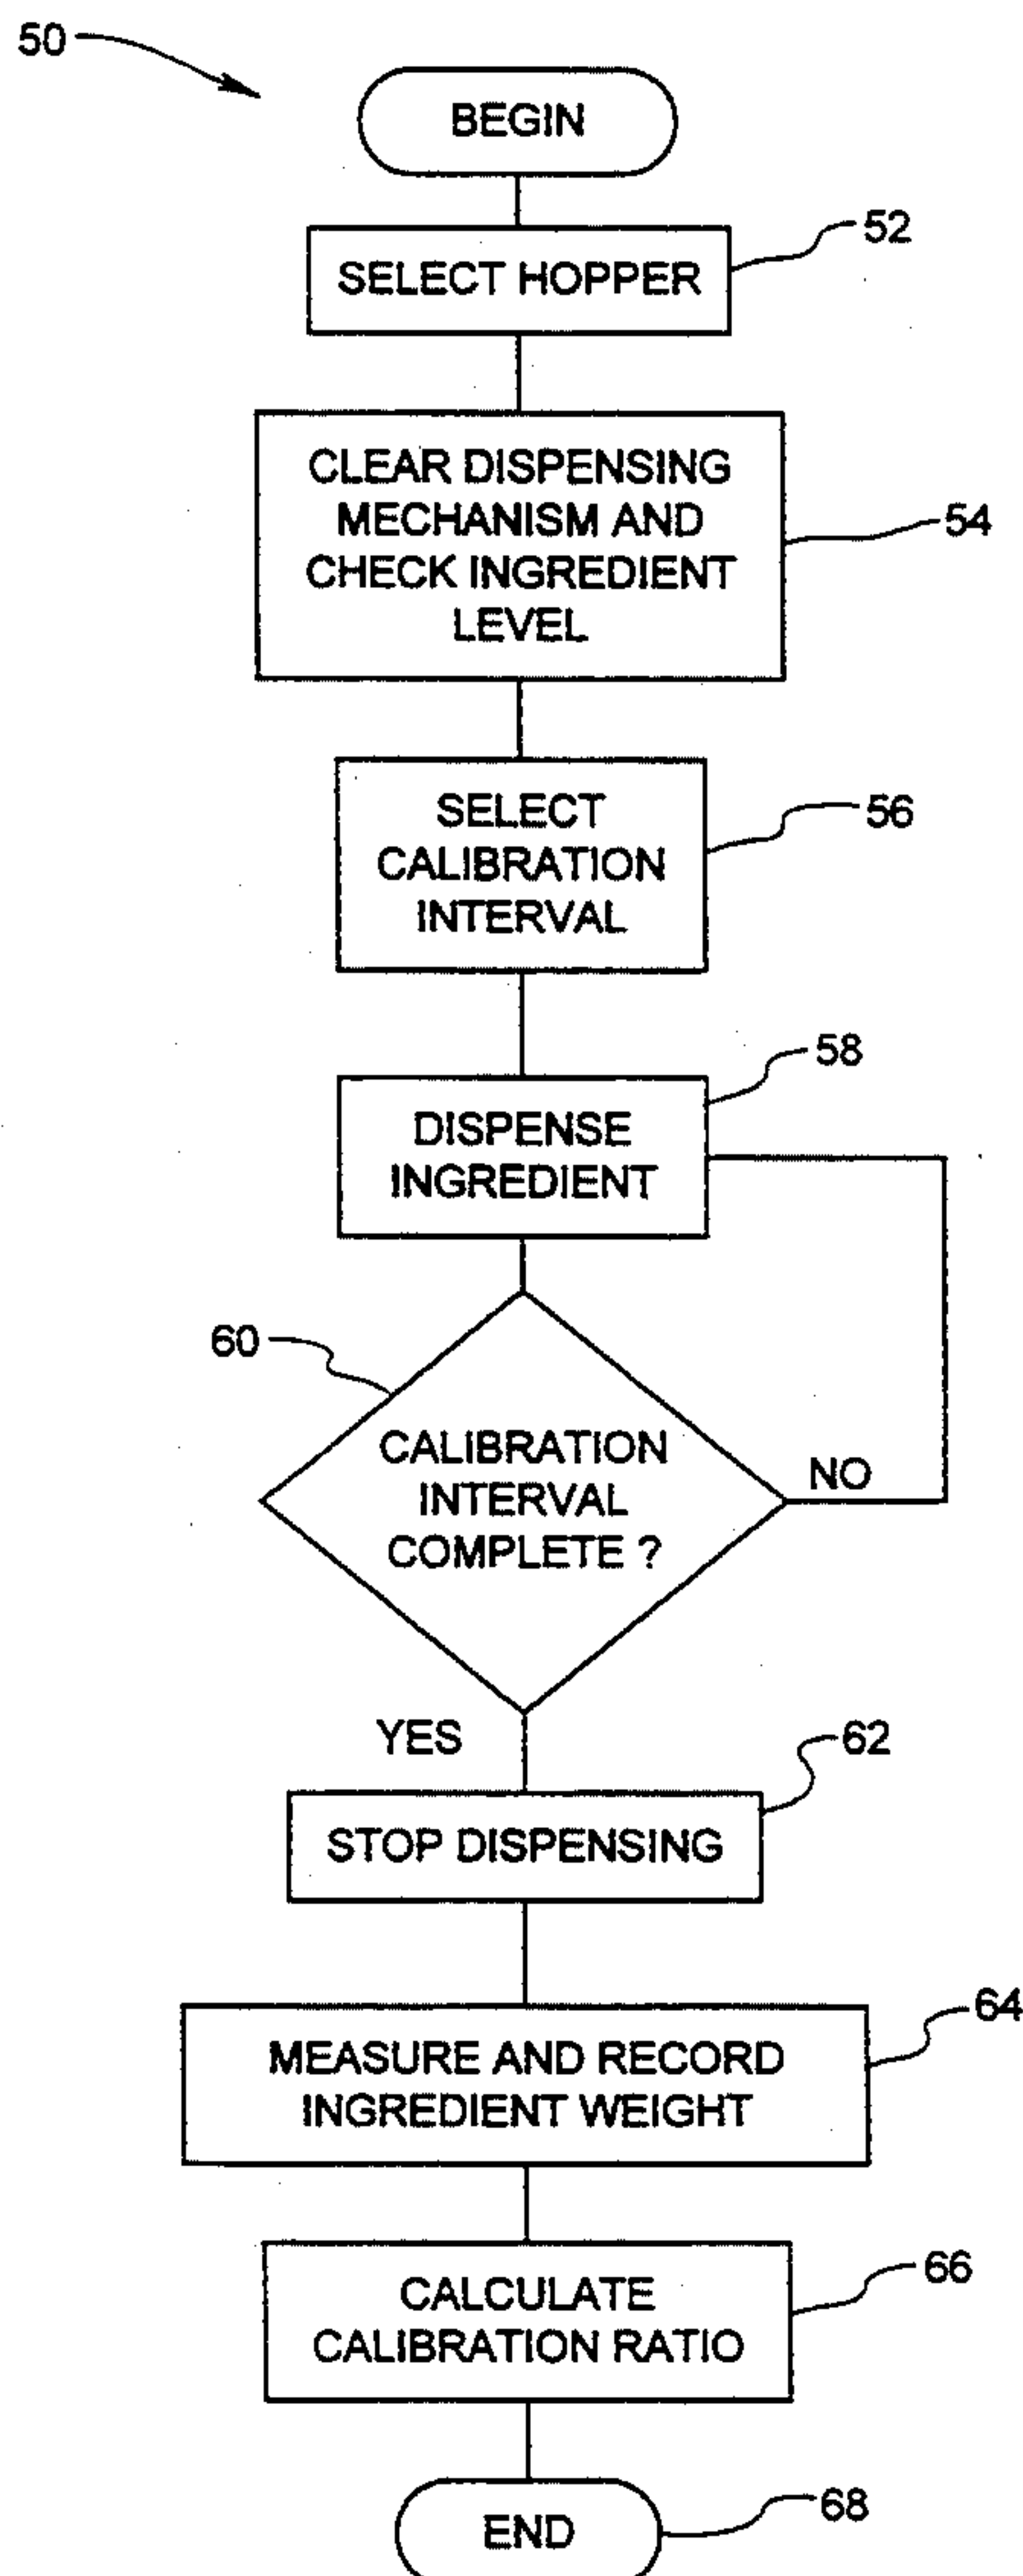 50
BEGIN
52
SELECT HOPPER
CLEAR DISPENSING
MECHANISM AND
CHECK INGREDIENT
LEVEL
54
SELECT
CALIBRATION
INTERVAL
56
58
DISPENSE
INGREDIENT
60
CALIBRATION
INTERVAL
COMPLETE ?
NO
YES
62
STOP DISPENSING
64
MEASURE AND RECORD
INGREDIENT WEIGHT
66
CALCULATE
CALIBRATION RATIO
68
END